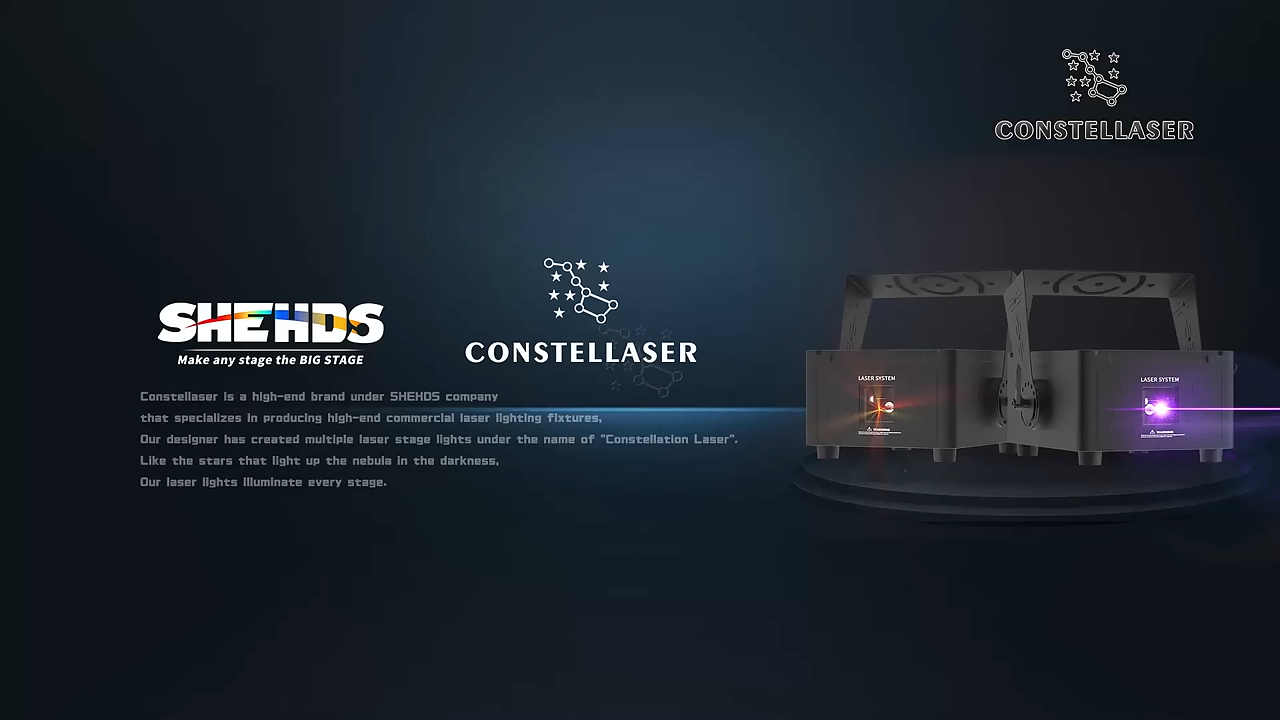 CONSTELLASER
SHEHDS
Make any stage the BIG STAGE
CONSTELLASER
Constellaser is a high-end brand under SHEHDS company
that specializes in producing high-end commercial laser lighting fixtures,
Our designer has created multiple laser stage lights under the name of "Constellation Laser".
Like the stars that light up the nebula in the darkness,
Our laser lights illuminate every stage.
LASER SYSTEM
LASER SYSTEM
WARNING
WARNING